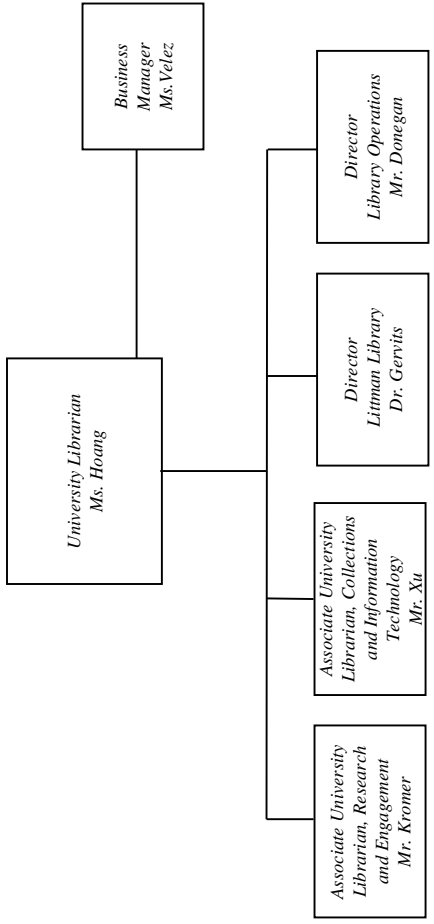 University Librarian
Ms. Hoang
Business
Manager
Ms.Velez
Associate University
Librarian, Research
and Engagement
Mr. Kromer
Associate University
Librarian, Collections
and Information
Technology
Mr. Xu
Director
Littman Library
Dr. Gervits
Director
Library Operations
Mr. Donegan